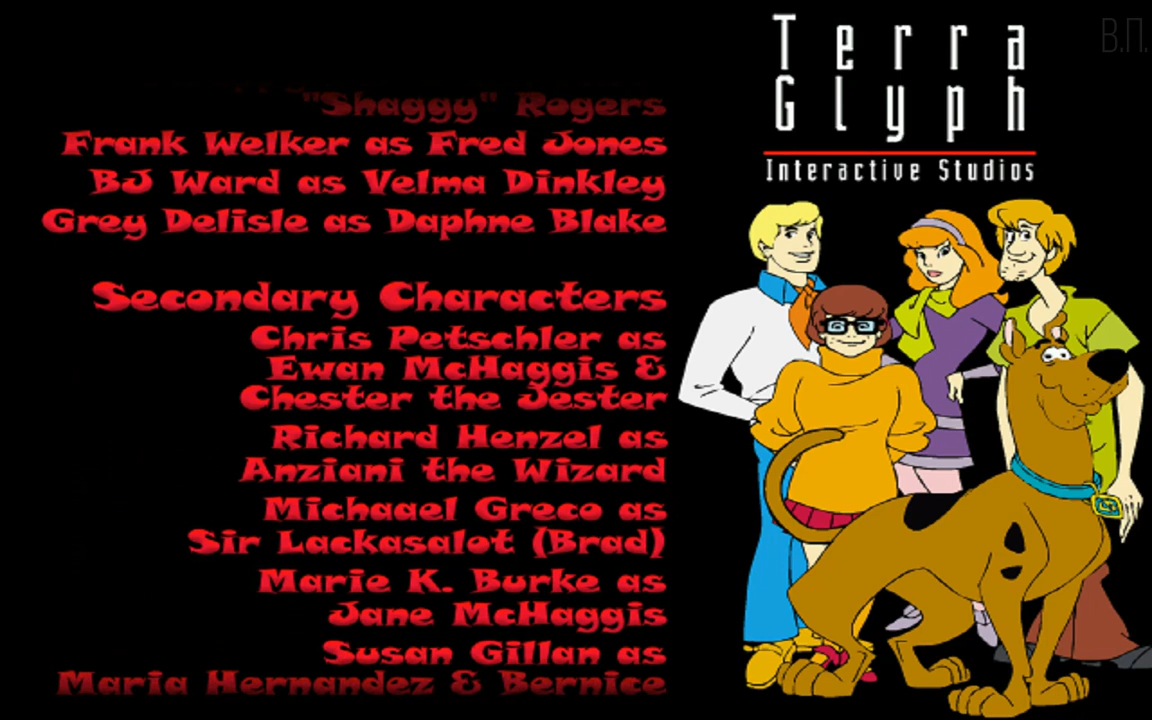 "Shaggy" Rogers
Frank Welker as Fred Jones
BJ Ward as Velma Dinkley
Grey Delisle as Daphne Blake
Secondary Characters
Chris Petschler as
Ewan McHaggis &
Chester the Jester
Richard Henzel as
Anziani the Wizard
Michaael Greco as
Sir Lackasalot (Brad)
Marie K. Burke as
Jane McHaggis
Susan Gillan as
Maria Hernandez & Bernice
Terra
Glyph
Interactive Studios
В.П.